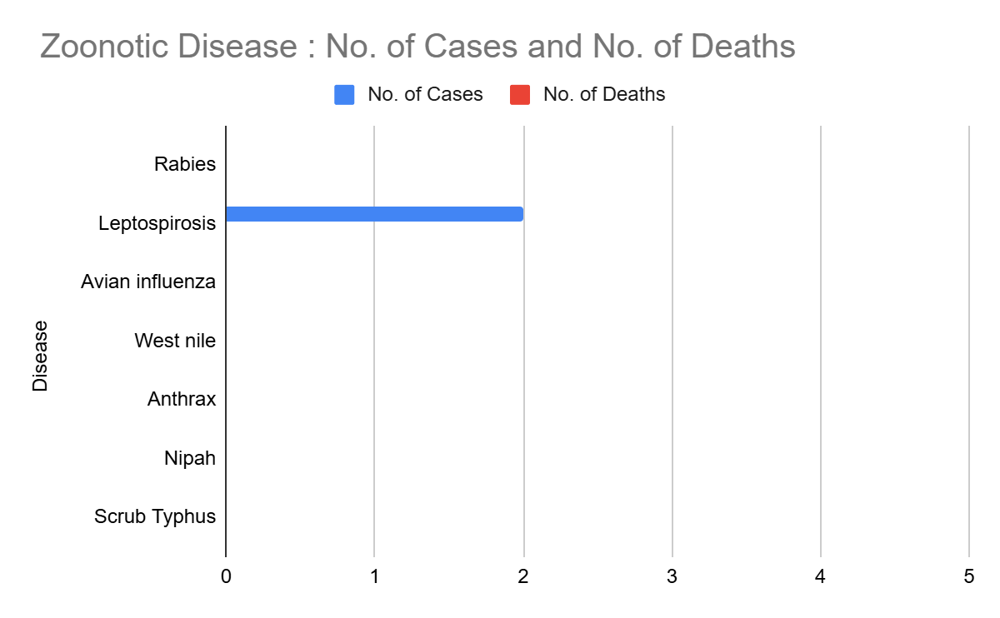 Zoonotic Disease : No. of Cases and No. of Deaths
No. of Cases No. of Deaths
Disease
Rabies
Leptospirosis
Avian influenza
West nile
Anthrax
Nipah
Scrub Typhus
0 1 2 3 4 5